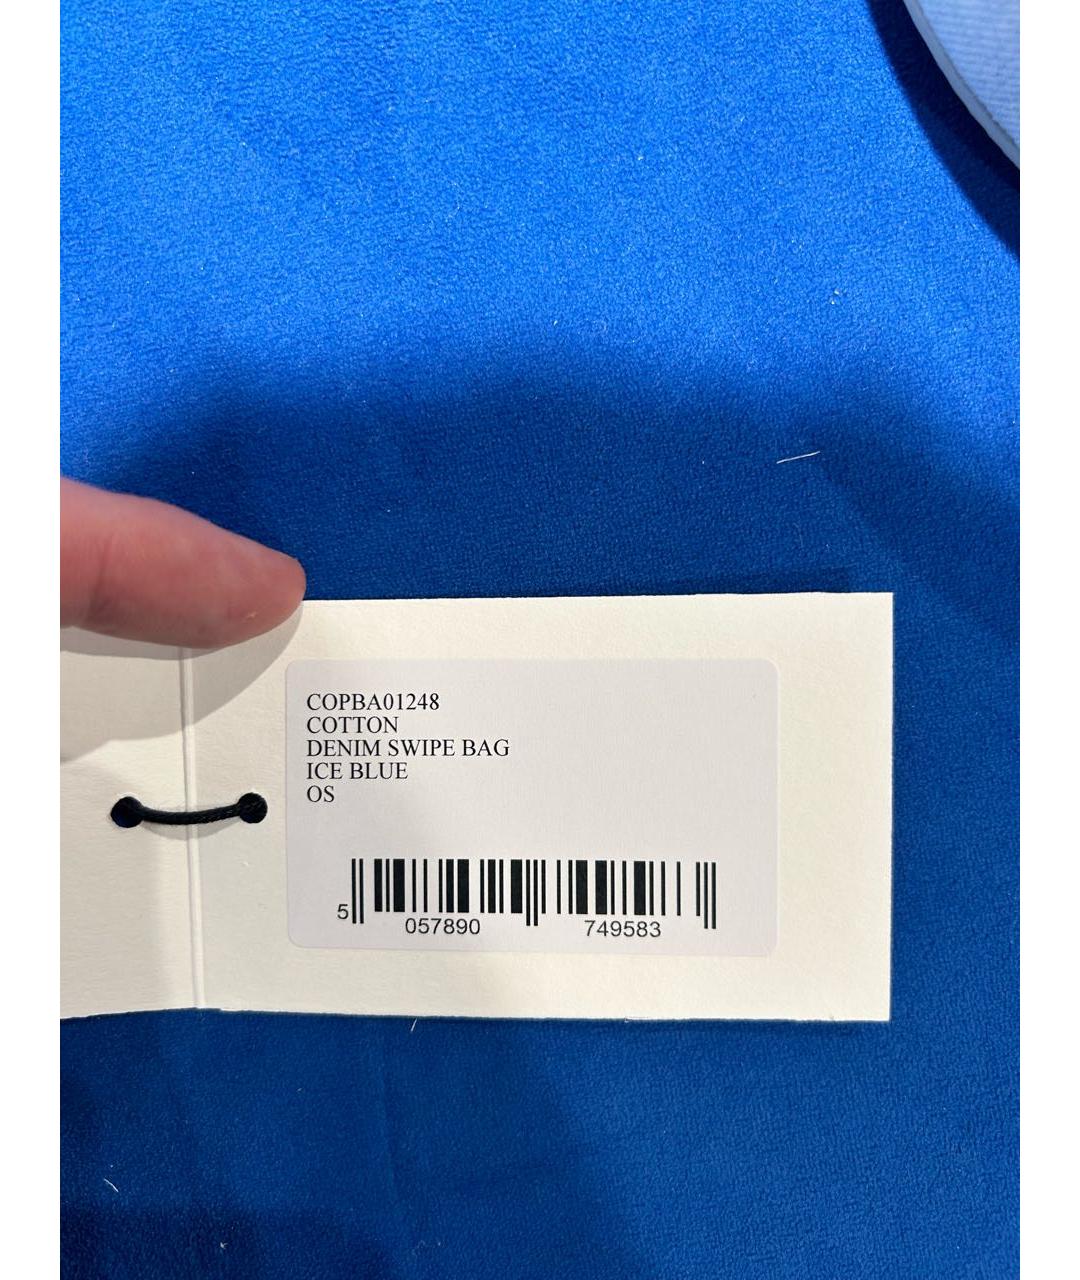 COPBA01248
COTTON
DENIM SWIPE BAG
ICE BLUE
OS
5 057890 749583